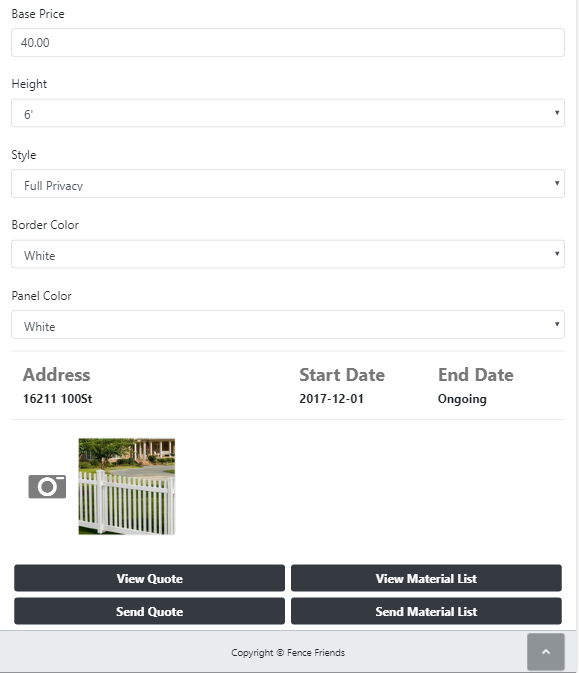 Base Price
40.00
Height
6'
Style
Full Privacy
Border Color
White
Panel Color
White
Address Start Date End Date
16211 100St 2017-12-01 Ongoing
View Quote View Material List
Send Quote Send Material List
Copyright © Fence Friends